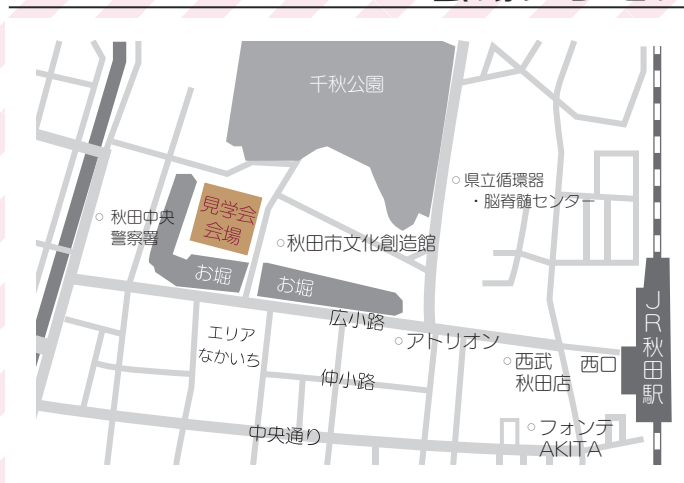 千秋公園
県立循環器
・脳脊髄センター
見学会
会場
秋田中央
警察署
秋田市文化創造館
お堀
お堀
広小路
エリア
なかいち
アトリオン
仲小路
西武
秋田店
西口
JR秋田駅
中央通り
フォンテ
AKITA